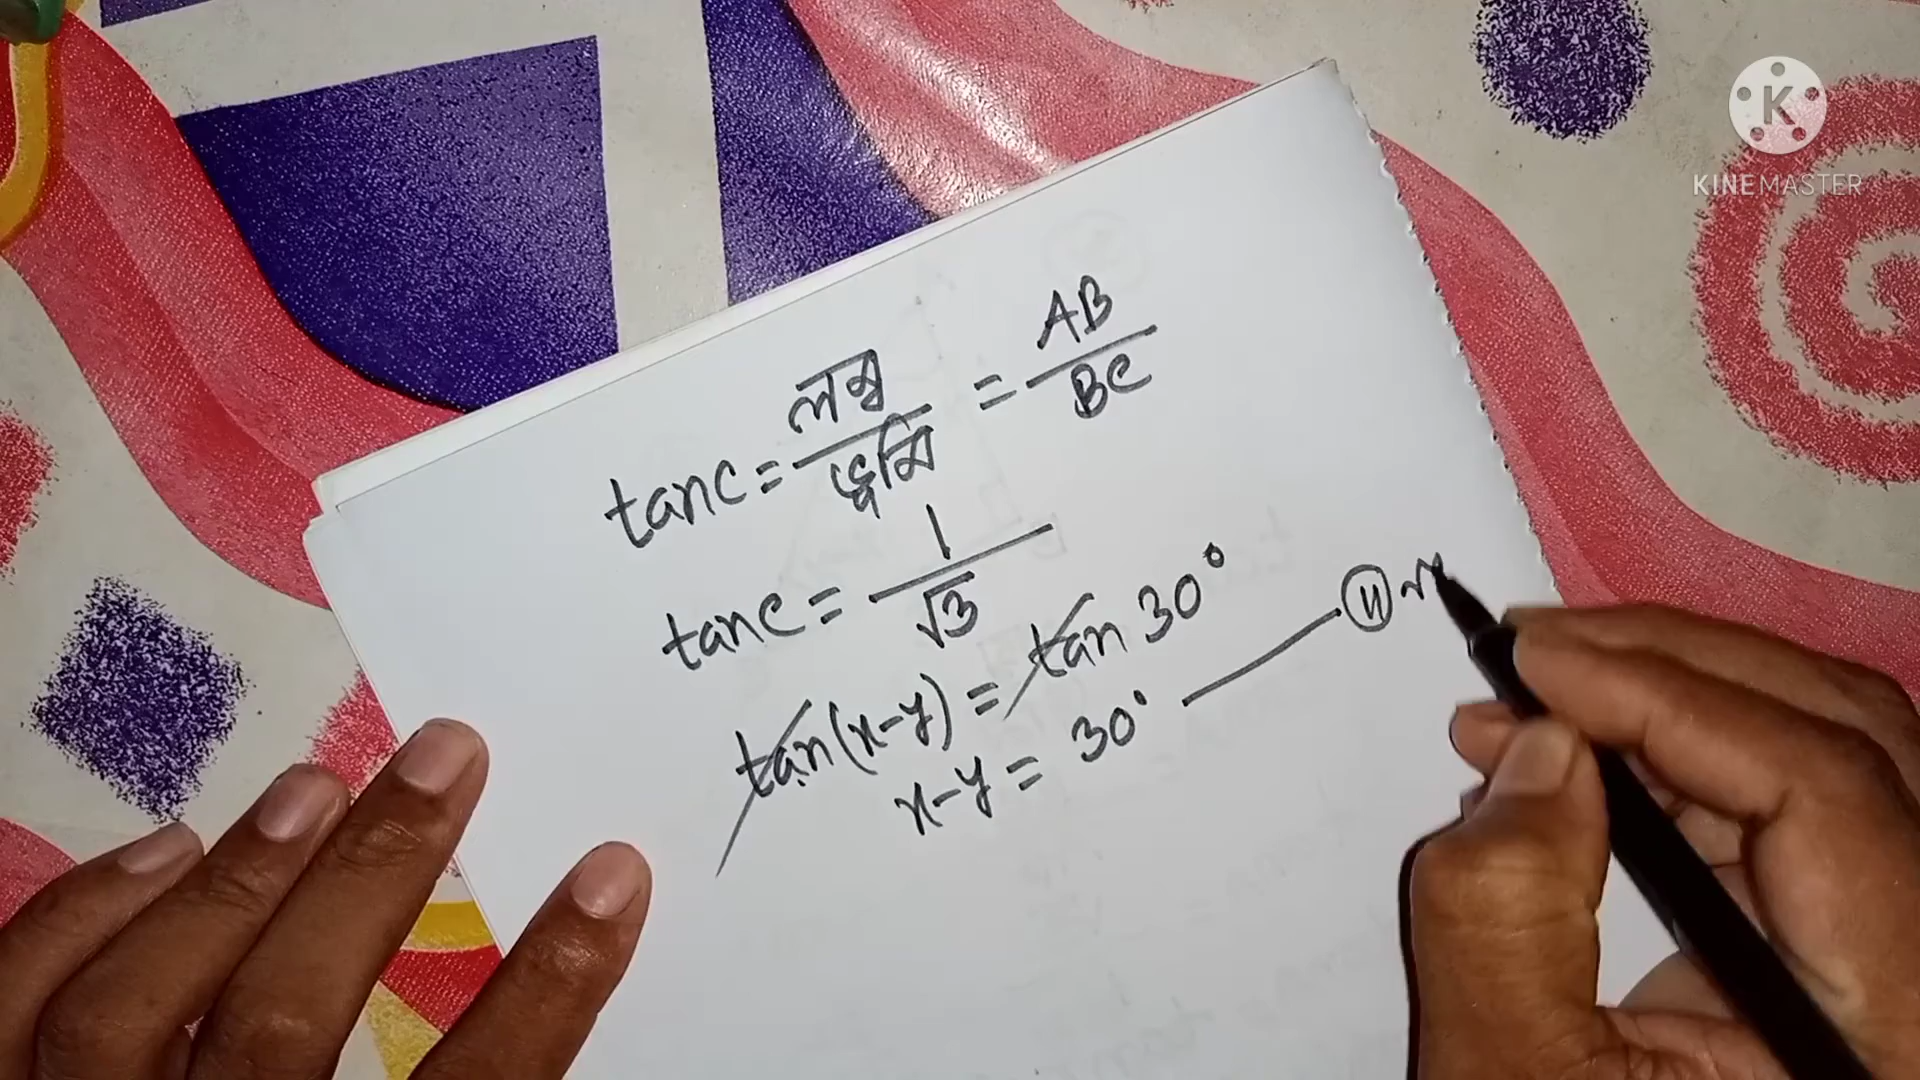 tanc = লম্ব/ভূমি = AB/BC
tanc = 1/√3
tan(x-y) = tan 30°
x-y = 30° — (ii) নং
K
KINEMASTER